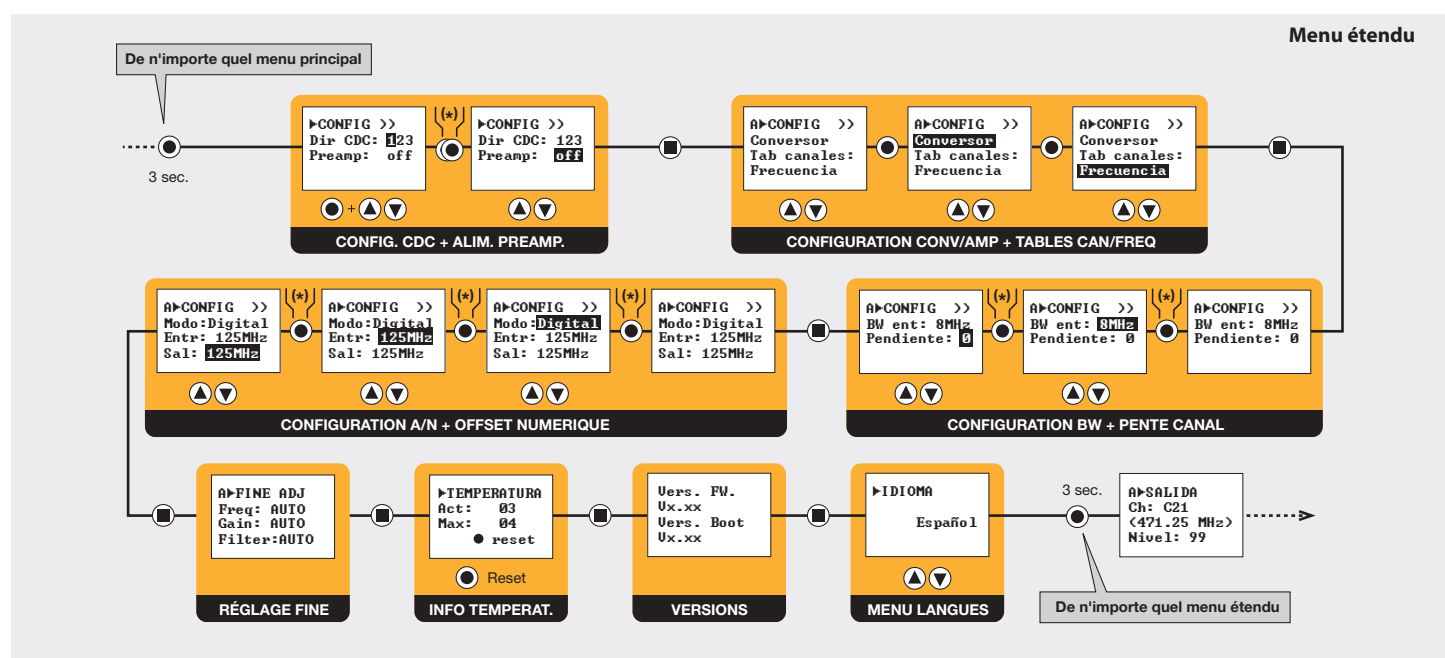 Menu étendu
De n'importe quel menu principal
3 sec.
►CONFIG >>
Dir CDC: 123
Preamp: off
(*)
►CONFIG >>
Dir CDC: 123
Preamp: off
+
CONFIG. CDC + ALIM. PREAMP.
A►CONFIG >>
Conversor
Tab canales:
Frecuencia
A►CONFIG >>
Conversor
Tab canales:
Frecuencia
A►CONFIG >>
Conversor
Tab canales:
Frecuencia
CONFIGURATION CONV/AMP + TABLES CAN/FREQ
A►CONFIG >>
Modo:Digital
Entr: 125MHz
Sal: 125MHz
(*)
A►CONFIG >>
Modo:Digital
Entr: 125MHz
Sal: 125MHz
(*)
A►CONFIG >>
Modo:Digital
Entr: 125MHz
Sal: 125MHz
(*)
A►CONFIG >>
Modo:Digital
Entr: 125MHz
Sal: 125MHz
CONFIGURATION A/N + OFFSET NUMERIQUE
A►CONFIG >>
BW ent: 8MHz
Pendiente: 0
(*)
A►CONFIG >>
BW ent: 8MHz
Pendiente: 0
(*)
A►CONFIG >>
BW ent: 8MHz
Pendiente: 0
CONFIGURATION BW + PENTE CANAL
A►FINE ADJ
Freq: AUTO
Gain: AUTO
Filter:AUTO
RÉGLAGE FINE
►TEMPERATURA
Act: 03
Max: 04
● reset
Reset
INFO TEMPERAT.
Vers. FW.
Vx.xx
Vers. Boot
Vx.xx
VERSIONS
►IDIOMA
Español
MENU LANGUES
3 sec.
A►SALIDA
Ch: C21
(471.25 MHz)
Nivel: 99
De n'importe quel menu étendu